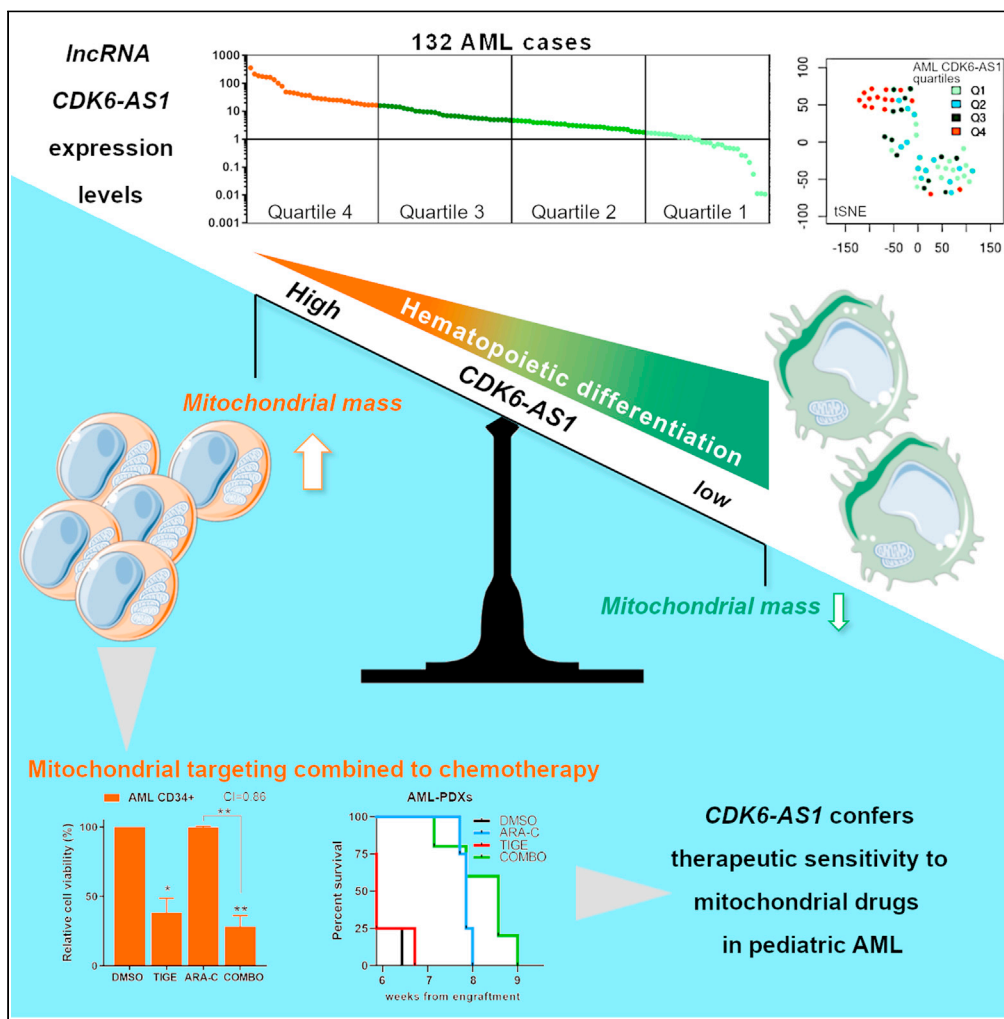 lncRNA
CDK6-AS1
expression
levels
132 AML cases
1000
100
10
1
0.1
0.01
0.001
Quartile 4
Quartile 3
Quartile 2
Quartile 1
AML CDK6-AS1
quartiles
Q1
Q2
Q3
Q4
100
50
0
-50
-100
tSNE
-150
-50
0
50
150
High
Hematopoietic differentiation
CDK6-AS1
low
Mitochondrial mass
Mitochondrial mass
Mitochondrial targeting combined to chemotherapy
AML CD34+
CI=0.86
Relative cell viability (%)
100
50
0
**
*
**
DMSO
TIGE
ARA-C
COMBO
AML-PDXs
DMSO
ARA-C
TIGE
COMBO
Percent survival
100
75
50
25
0
6
7
8
9
weeks from engraftment
CDK6-AS1 confers
therapeutic sensitivity to
mitochondrial drugs
in pediatric AML